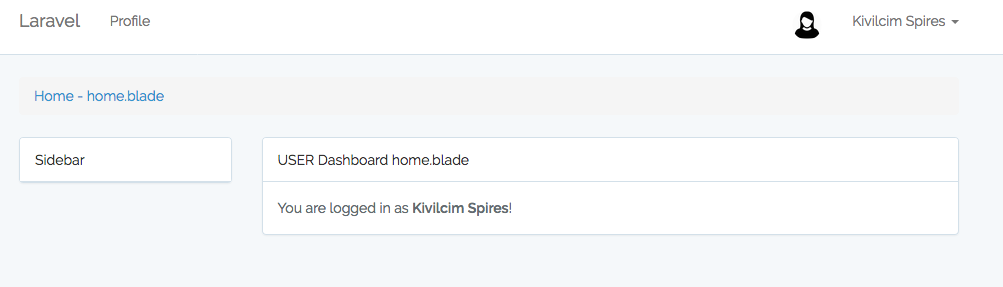 Laravel Profile Kivilcim Spires
Home - home.blade
Sidebar
USER Dashboard home.blade
You are logged in as Kivilcim Spires!